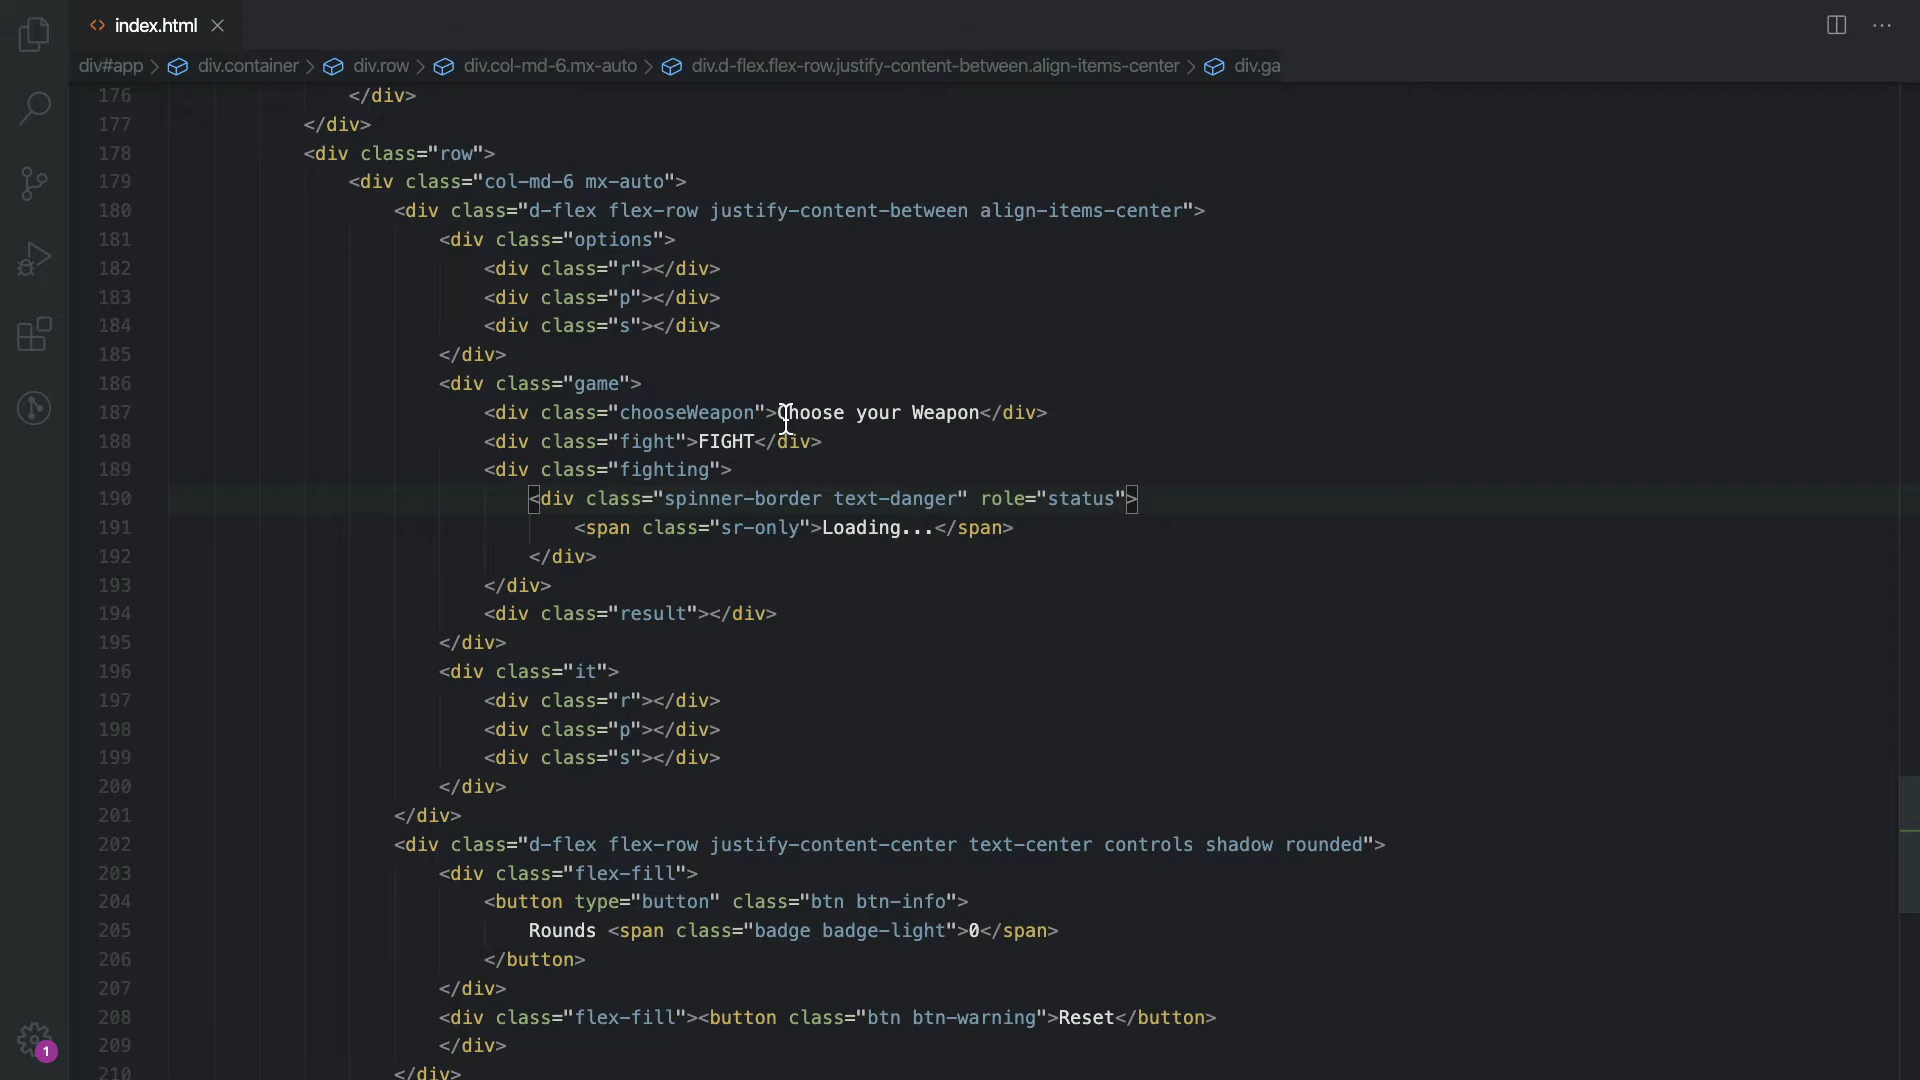 <> index.html ×
div#app > div.container > div.row > div.col-md-6.mx-auto > div.d-flex.flex-row.justify-content-between.align-items-center > div.ga
176 </div>
177 </div>
178 <div class="row">
179 <div class="col-md-6 mx-auto">
180 <div class="d-flex flex-row justify-content-between align-items-center">
181 <div class="options">
182 <div class="r"></div>
183 <div class="p"></div>
184 <div class="s"></div>
185 </div>
186 <div class="game">
187 <div class="chooseWeapon">Choose your Weapon</div>
188 <div class="fight">FIGHT</div>
189 <div class="fighting">
190 <div class="spinner-border text-danger" role="status">
191 <span class="sr-only">Loading...</span>
192 </div>
193 </div>
194 <div class="result"></div>
195 </div>
196 <div class="it">
197 <div class="r"></div>
198 <div class="p"></div>
199 <div class="s"></div>
200 </div>
201 </div>
202 <div class="d-flex flex-row justify-content-center text-center controls shadow rounded">
203 <div class="flex-fill">
204 <button type="button" class="btn btn-info">
205 Rounds <span class="badge badge-light">0</span>
206 </button>
207 </div>
208 <div class="flex-fill"><button class="btn btn-warning">Reset</button>
209 </div>
210 </div>
1